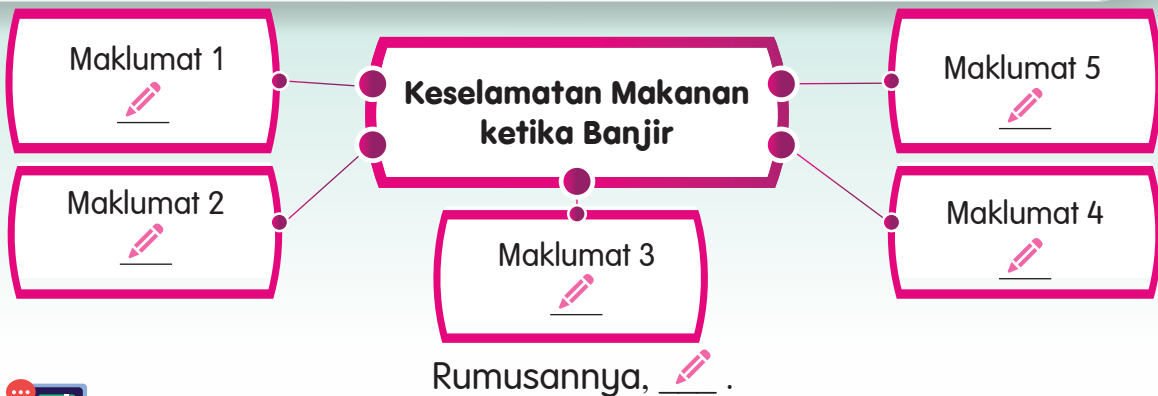 Maklumat 1
Maklumat 2
Keselamatan Makanan
ketika Banjir
Maklumat 3
Maklumat 5
Maklumat 4
Rumusannya, ___ .